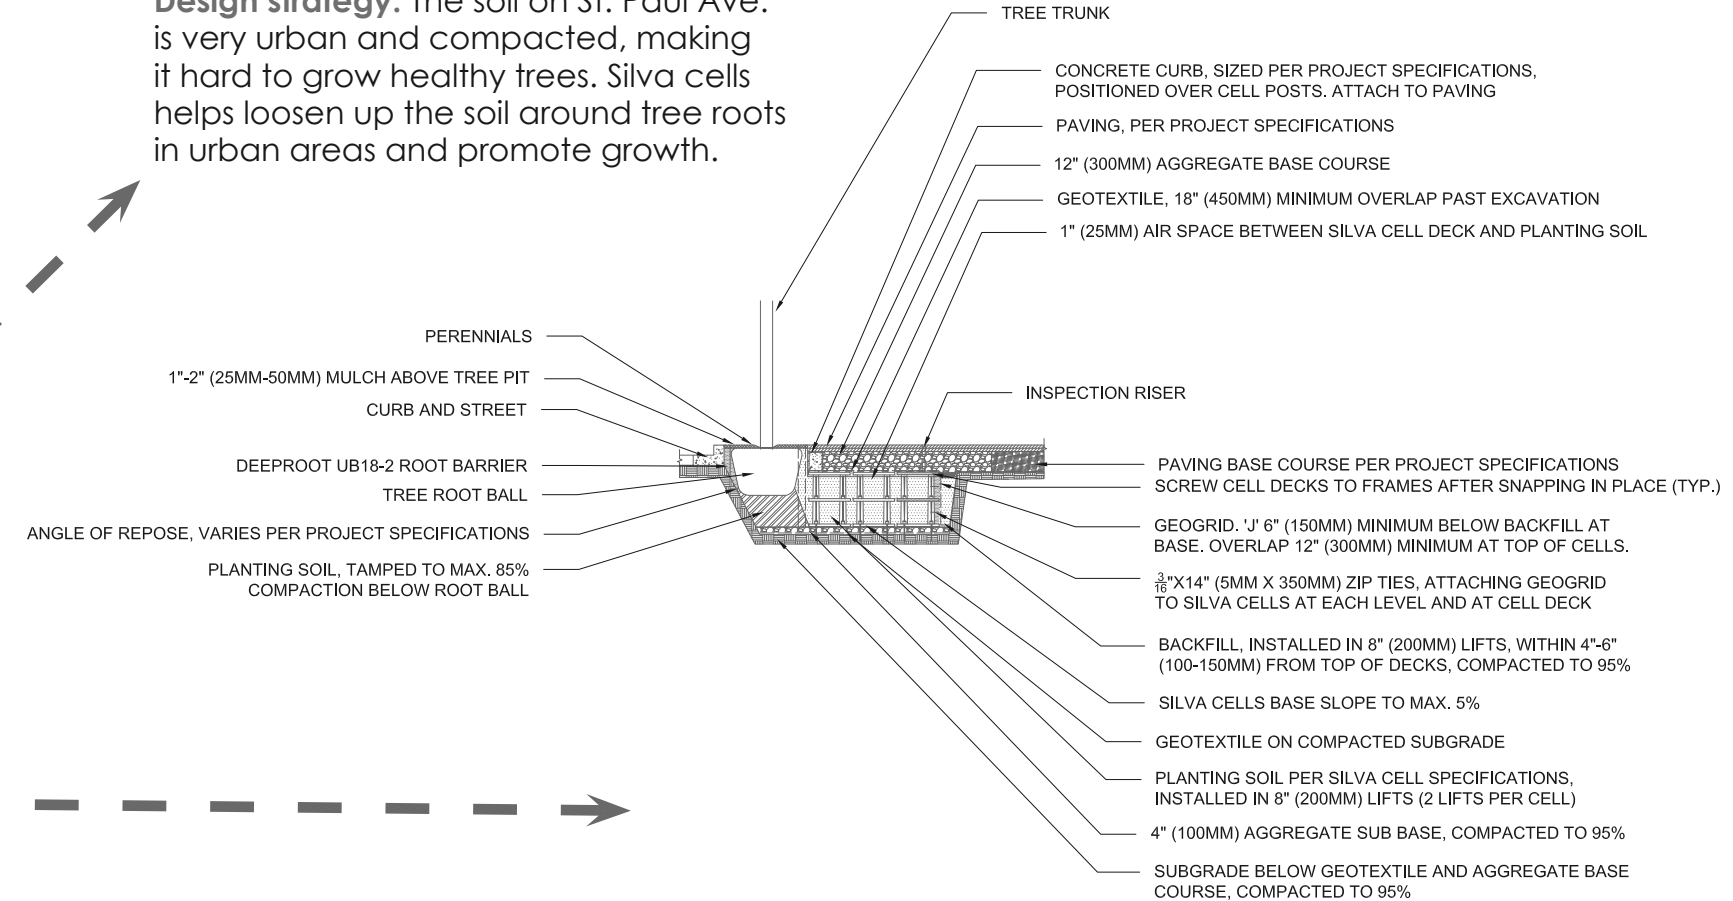 Design strategy: The soil on St. Paul Ave.
is very urban and compacted, making
it hard to grow healthy trees. Silva cells
helps loosen up the soil around tree roots
in urban areas and promote growth.
TREE TRUNK
CONCRETE CURB, SIZED PER PROJECT SPECIFICATIONS,
POSITIONED OVER CELL POSTS. ATTACH TO PAVING
PAVING, PER PROJECT SPECIFICATIONS
12" (300MM) AGGREGATE BASE COURSE
GEOTEXTILE, 18" (450MM) MINIMUM OVERLAP PAST EXCAVATION
1" (25MM) AIR SPACE BETWEEN SILVA CELL DECK AND PLANTING SOIL
PERENNIALS
1"-2" (25MM-50MM) MULCH ABOVE TREE PIT
CURB AND STREET
DEEPROOT UB18-2 ROOT BARRIER
TREE ROOT BALL
ANGLE OF REPOSE, VARIES PER PROJECT SPECIFICATIONS
PLANTING SOIL, TAMPED TO MAX. 85%
COMPACTION BELOW ROOT BALL
INSPECTION RISER
PAVING BASE COURSE PER PROJECT SPECIFICATIONS
SCREW CELL DECKS TO FRAMES AFTER SNAPPING IN PLACE (TYP.)
GEOGRID. 'J' 6" (150MM) MINIMUM BELOW BACKFILL AT
BASE. OVERLAP 12" (300MM) MINIMUM AT TOP OF CELLS.
3/16"X14" (5MM X 350MM) ZIP TIES, ATTACHING GEOGRID
TO SILVA CELLS AT EACH LEVEL AND AT CELL DECK
BACKFILL, INSTALLED IN 8" (200MM) LIFTS, WITHIN 4"-6"
(100-150MM) FROM TOP OF DECKS, COMPACTED TO 95%
SILVA CELLS BASE SLOPE TO MAX. 5%
GEOTEXTILE ON COMPACTED SUBGRADE
PLANTING SOIL PER SILVA CELL SPECIFICATIONS,
INSTALLED IN 8" (200MM) LIFTS (2 LIFTS PER CELL)
4" (100MM) AGGREGATE SUB BASE, COMPACTED TO 95%
SUBGRADE BELOW GEOTEXTILE AND AGGREGATE BASE
COURSE, COMPACTED TO 95%